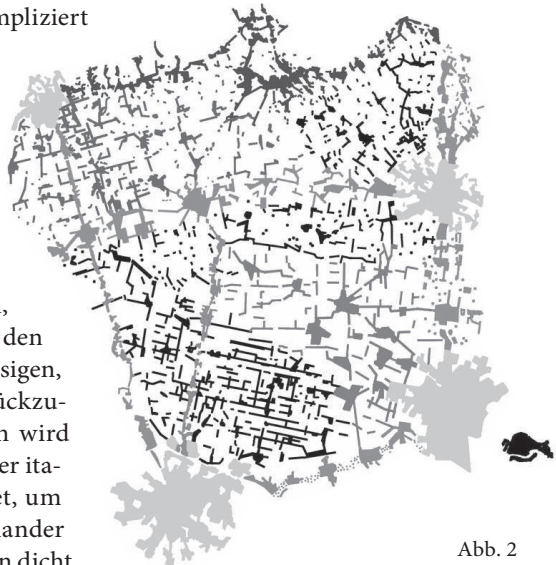 mpliziert
den
sigen,
ückzu-
n wird
er ita-
et, um
ander
n dicht
Abb. 2